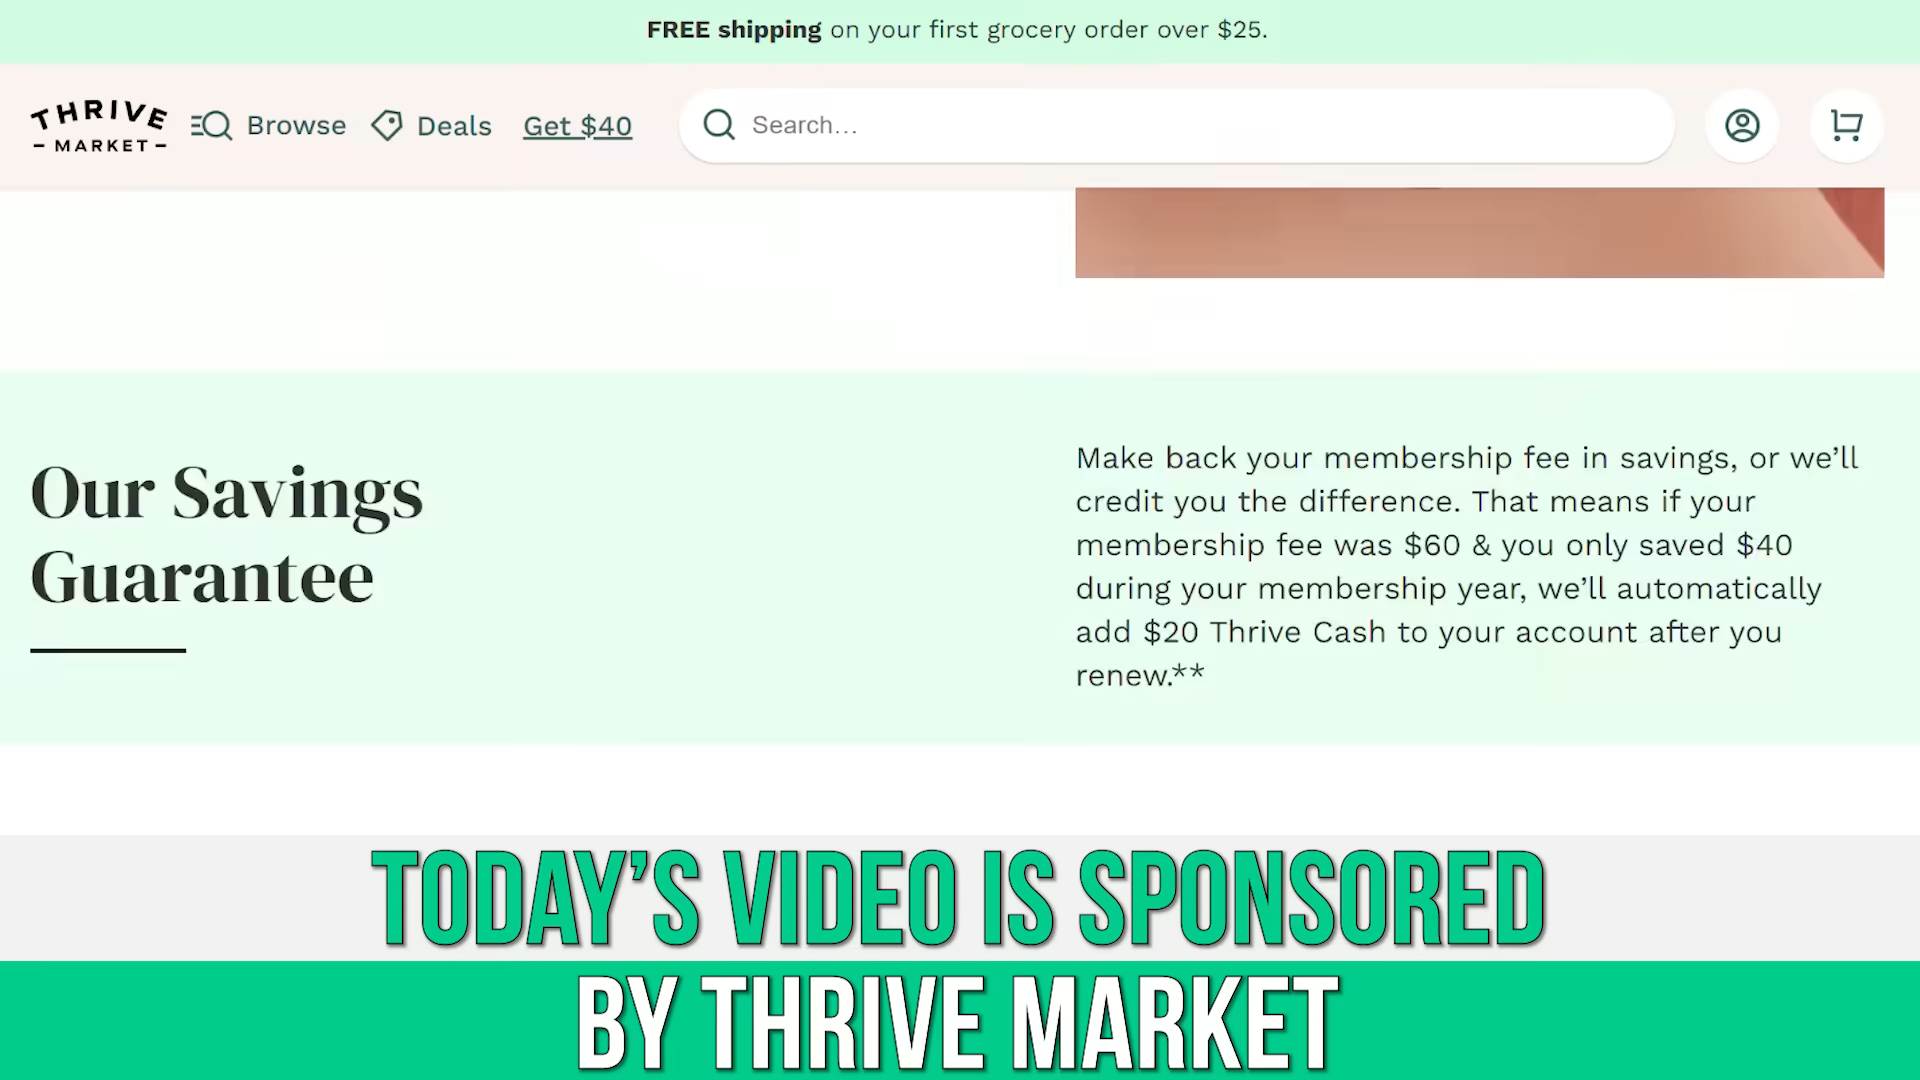 FREE shipping on your first grocery order over $25.
THRIVE
- MARKET -
Browse
Deals
Get $40
Search...
Our Savings
Guarantee
Make back your membership fee in savings, or we’ll
credit you the difference. That means if your
membership fee was $60 & you only saved $40
during your membership year, we’ll automatically
add $20 Thrive Cash to your account after you
renew.**
TODAY’S VIDEO IS SPONSORED
BY THRIVE MARKET